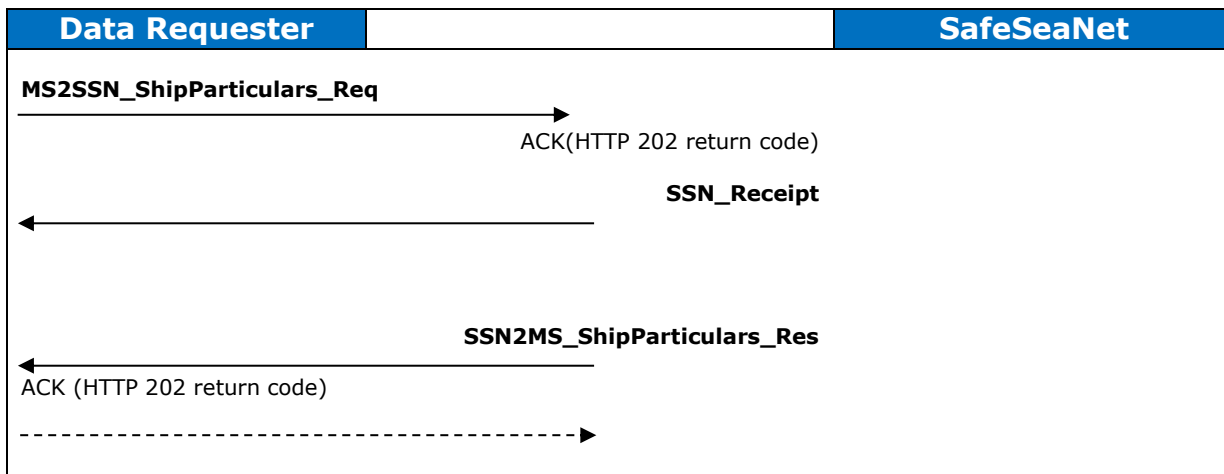 Data Requester SafeSeaNet
MS2SSN_ShipParticulars_Req
ACK(HTTP 202 return code)
SSN_Receipt
SSN2MS_ShipParticulars_Res
ACK (HTTP 202 return code)